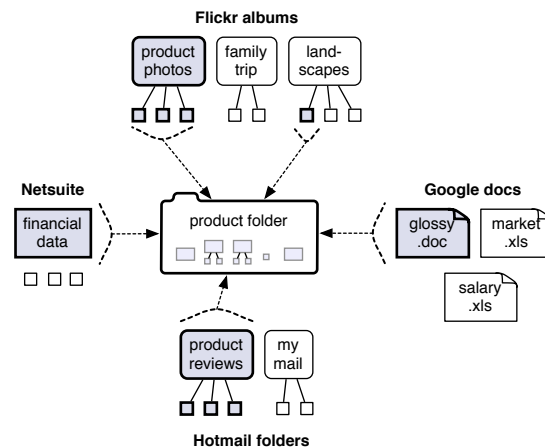 Flickr albums
product
photos
family
trip
land-
scapes
Netsuite
financial
data
product folder
Google docs
glossy
.doc
market
.xls
salary
.xls
product
reviews
my
mail
Hotmail folders